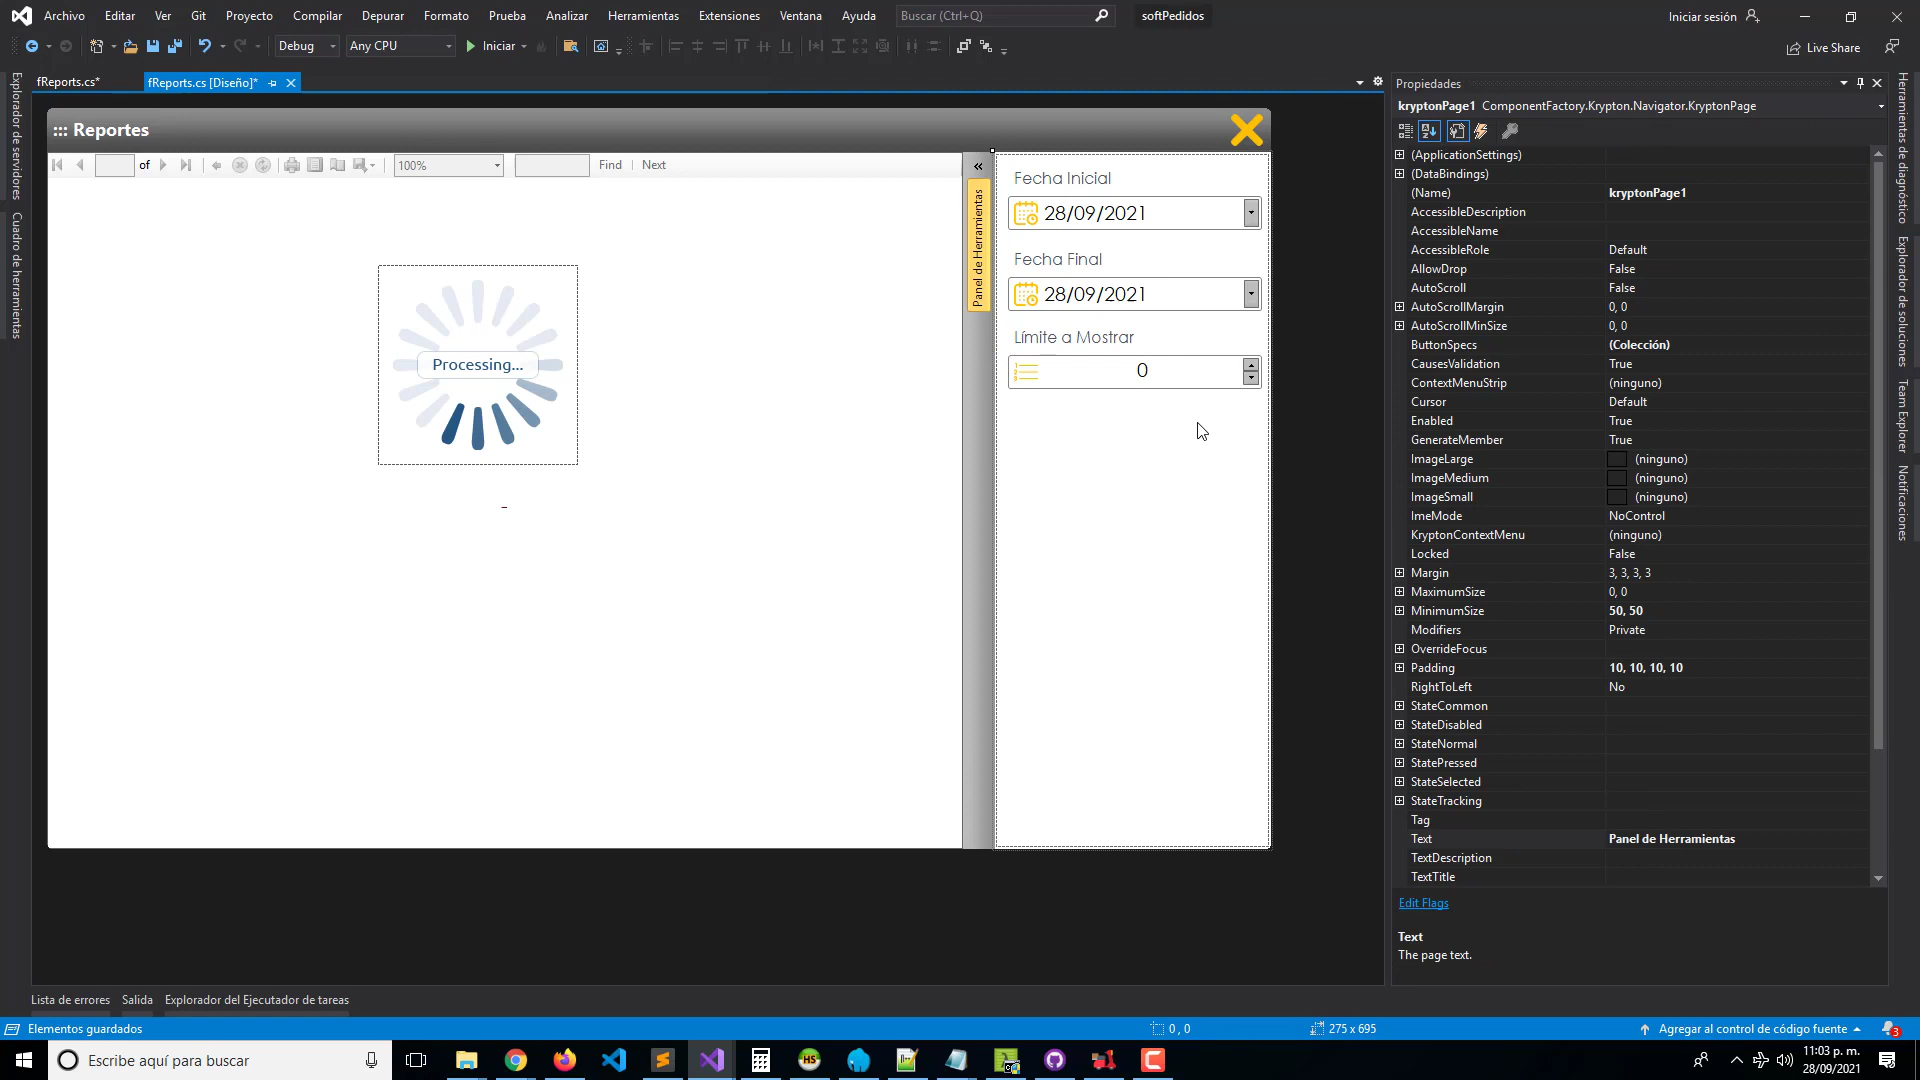 Archivo Editar Ver Git Proyecto Compilar Depurar Formato Prueba Analizar Herramientas Extensiones Ventana Ayuda Buscar (Ctrl+Q) softPedidos Iniciar sesión
Debug Any CPU Iniciar Live Share
fReports.cs* fReports.cs [Diseño]*
Explorador de servidores
Cuadro de herramientas
::: Reportes
of 100% Find Next
Panel de Herramientas
Processing...
Fecha Inicial
28/09/2021
Fecha Final
28/09/2021
Límite a Mostrar
0
Propiedades
kryptonPage1 ComponentFactory.Krypton.Navigator.KryptonPage
(ApplicationSettings)
(DataBindings)
(Name) kryptonPage1
AccessibleDescription
AccessibleName
AccessibleRole Default
AllowDrop False
AutoScroll False
AutoScrollMargin 0, 0
AutoScrollMinSize 0, 0
ButtonSpecs (Colección)
CausesValidation True
ContextMenuStrip (ninguno)
Cursor Default
Enabled True
GenerateMember True
ImageLarge (ninguno)
ImageMedium (ninguno)
ImageSmall (ninguno)
ImeMode NoControl
KryptonContextMenu (ninguno)
Locked False
Margin 3, 3, 3, 3
MaximumSize 0, 0
MinimumSize 50, 50
Modifiers Private
OverrideFocus
Padding 10, 10, 10, 10
RightToLeft No
StateCommon
StateDisabled
StateNormal
StatePressed
StateSelected
StateTracking
Tag
Text Panel de Herramientas
TextDescription
TextTitle
Edit Flags
Text
The page text.
Herramientas de diagnóstico
Explorador de soluciones
Team Explorer
Notificaciones
Lista de errores Salida Explorador del Ejecutador de tareas
Elementos guardados 0 , 0 275 x 695 Agregar al control de código fuente 3
Escribe aquí para buscar HS 11:03 p. m.
28/09/2021